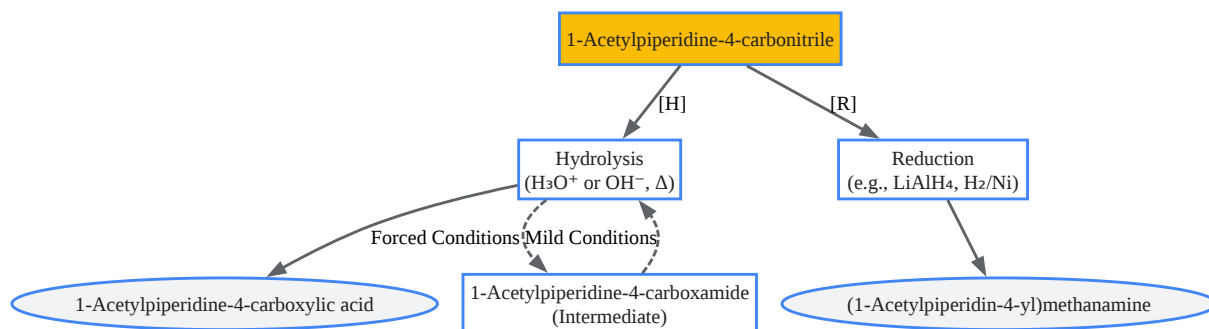 1-Acetylpiperidine-4-carbonitrile
[H]
[R]
Hydrolysis
(H₃O⁺ or OH⁻, Δ)
Reduction
(e.g., LiAlH₄, H₂/Ni)
Forced Conditions
Mild Conditions
1-Acetylpiperidine-4-carboxylic acid
1-Acetylpiperidine-4-carboxamide
(Intermediate)
(1-Acetylpiperidin-4-yl)methanamine